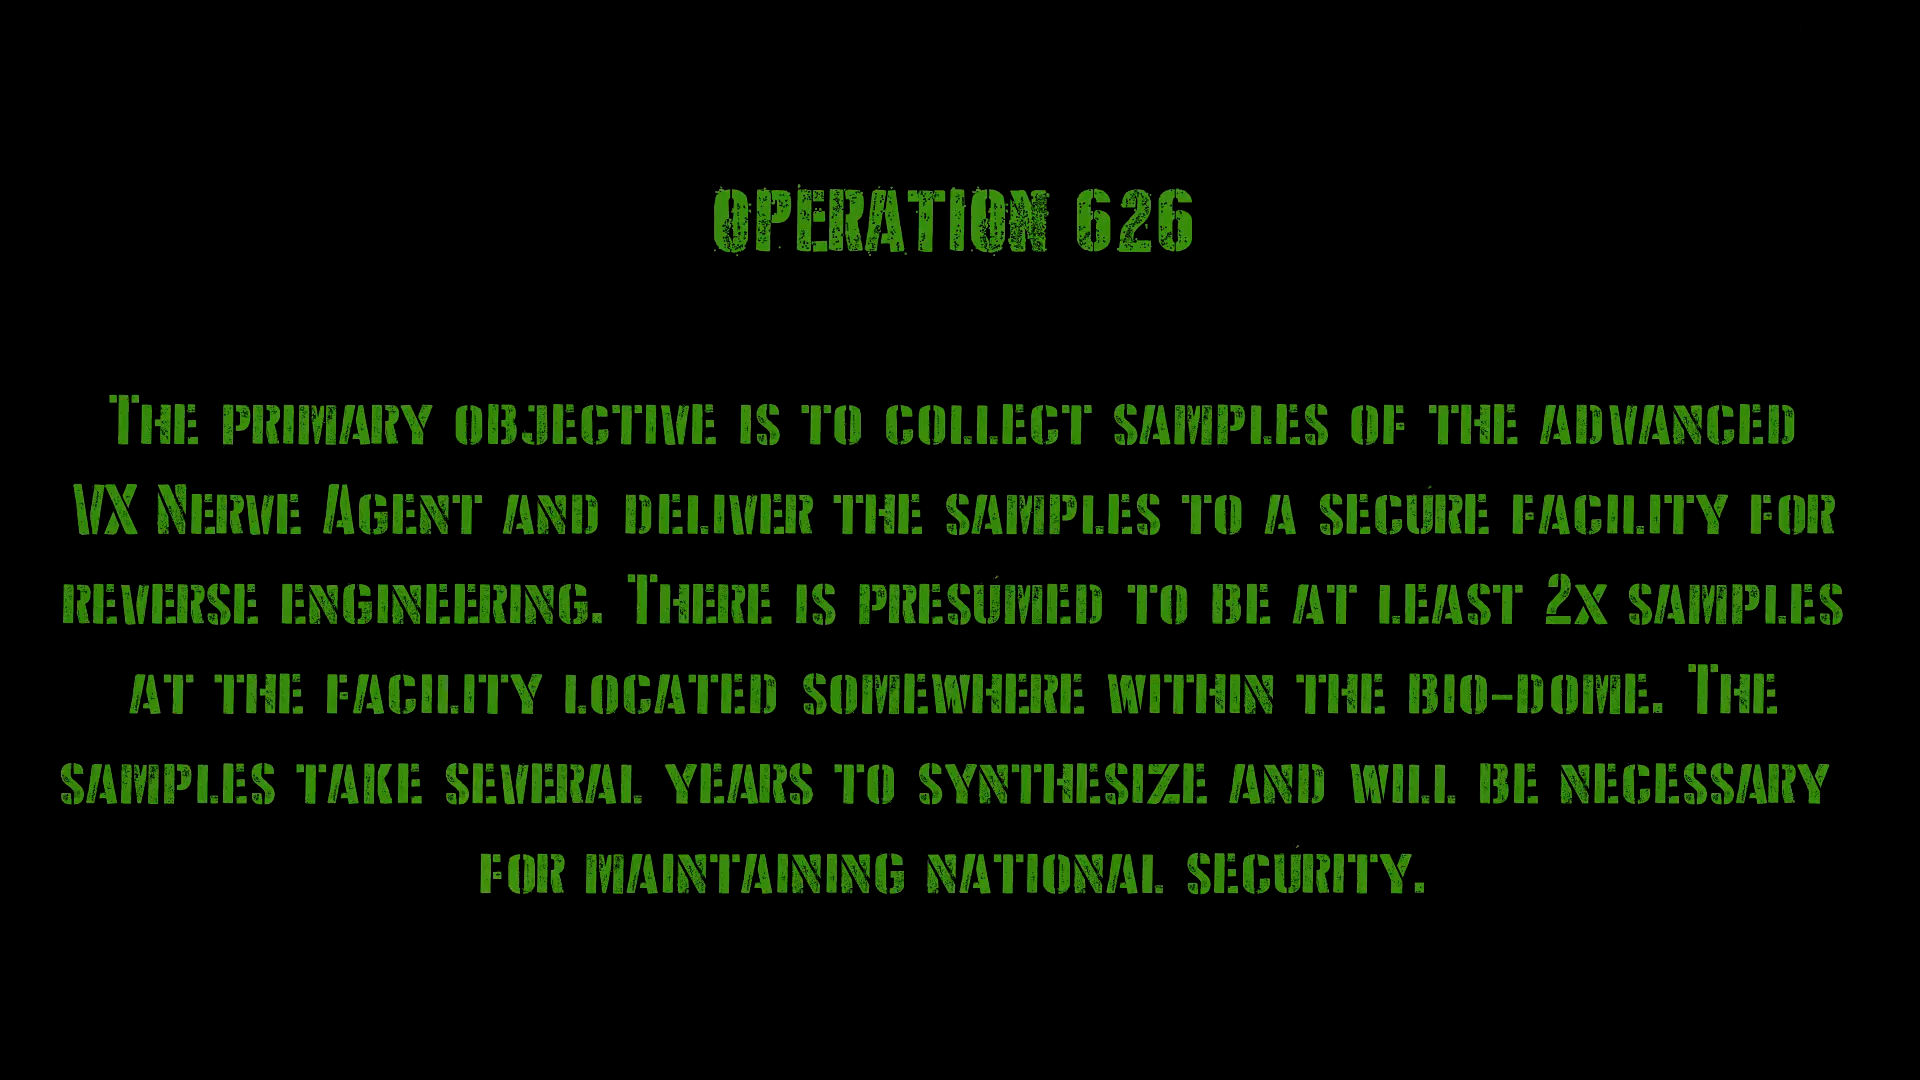 OPERATION 626
The primary objective is to collect samples of the advanced
VX Nerve Agent and deliver the samples to a secure facility for
reverse engineering. There is presumed to be at least 2x samples
at the facility located somewhere within the bio-dome. The
samples take several years to synthesize and will be necessary
for maintaining national security.